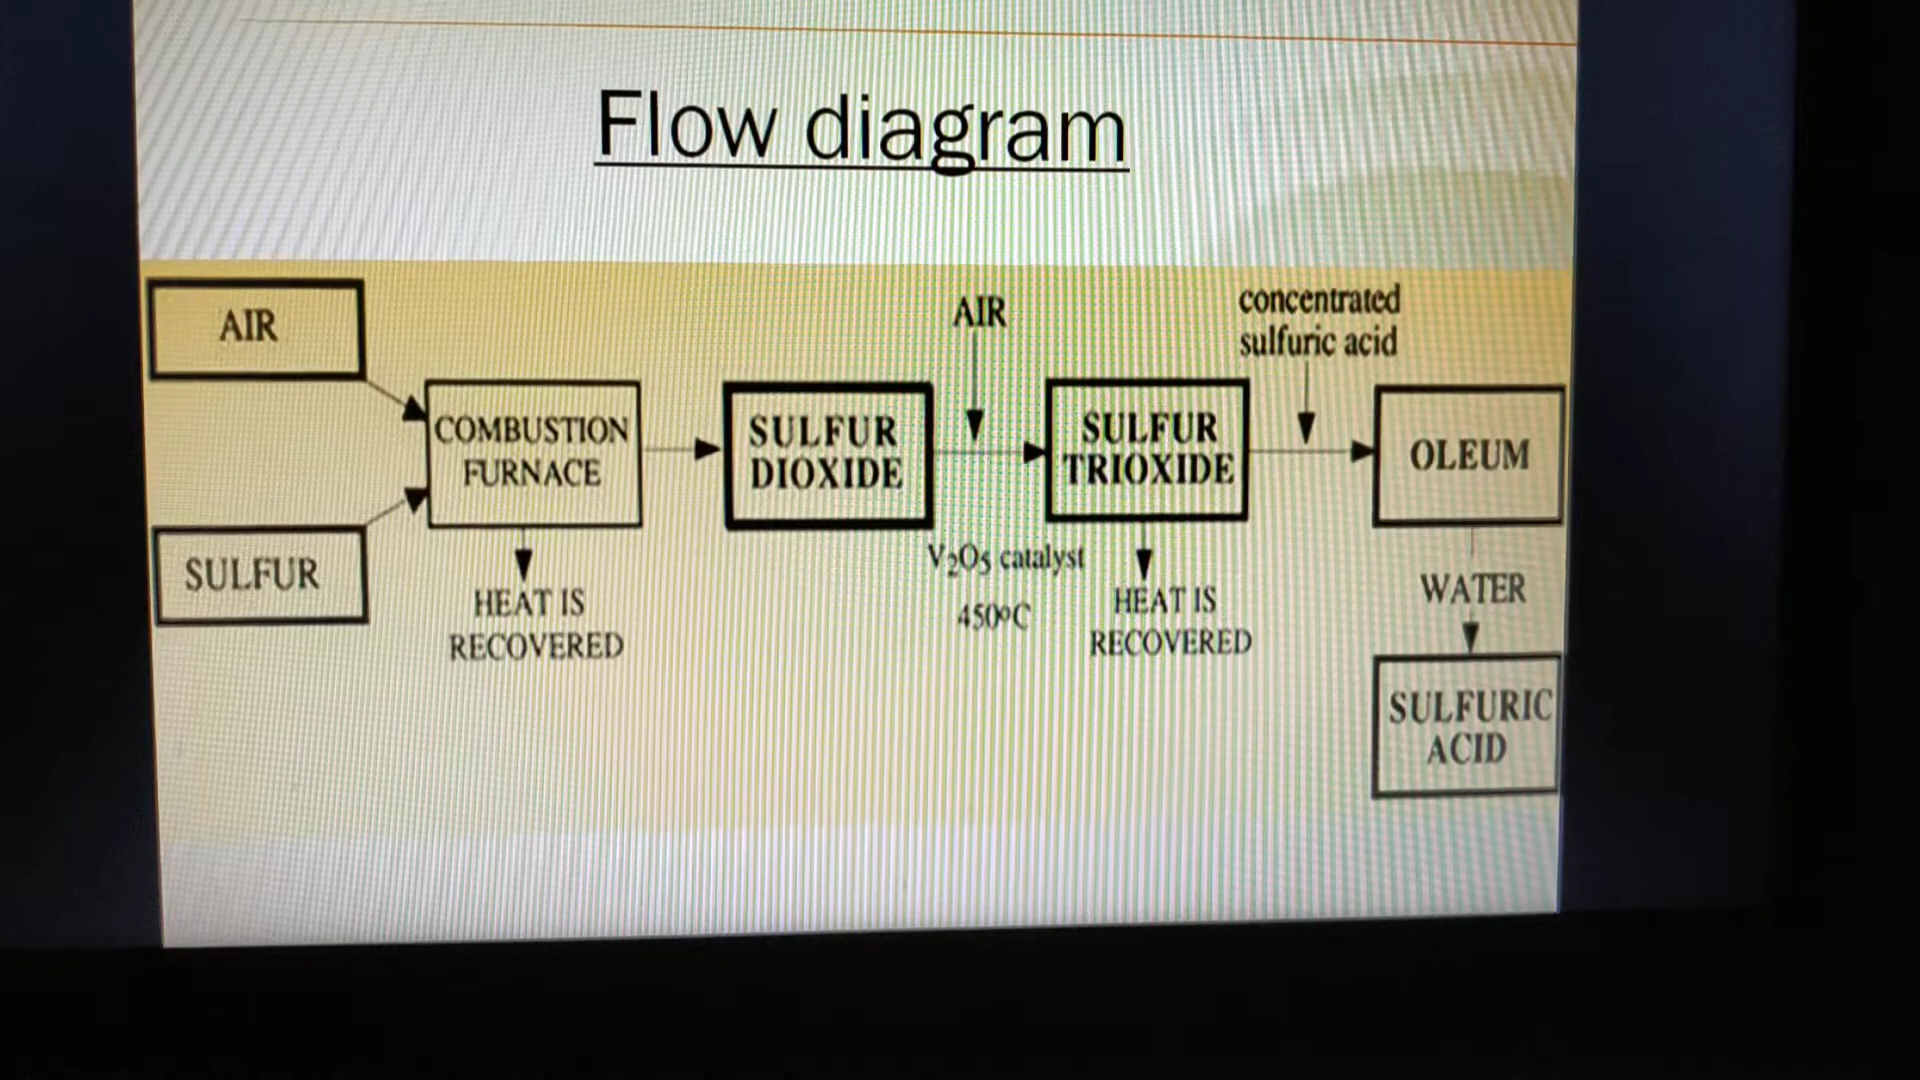 Flow diagram
AIR
SULFUR
COMBUSTION
FURNACE
HEAT IS
RECOVERED
SULFUR
DIOXIDE
AIR
V₂O₅ catalyst
450ºC
SULFUR
TRIOXIDE
HEAT IS
RECOVERED
concentrated
sulfuric acid
OLEUM
WATER
SULFURIC
ACID